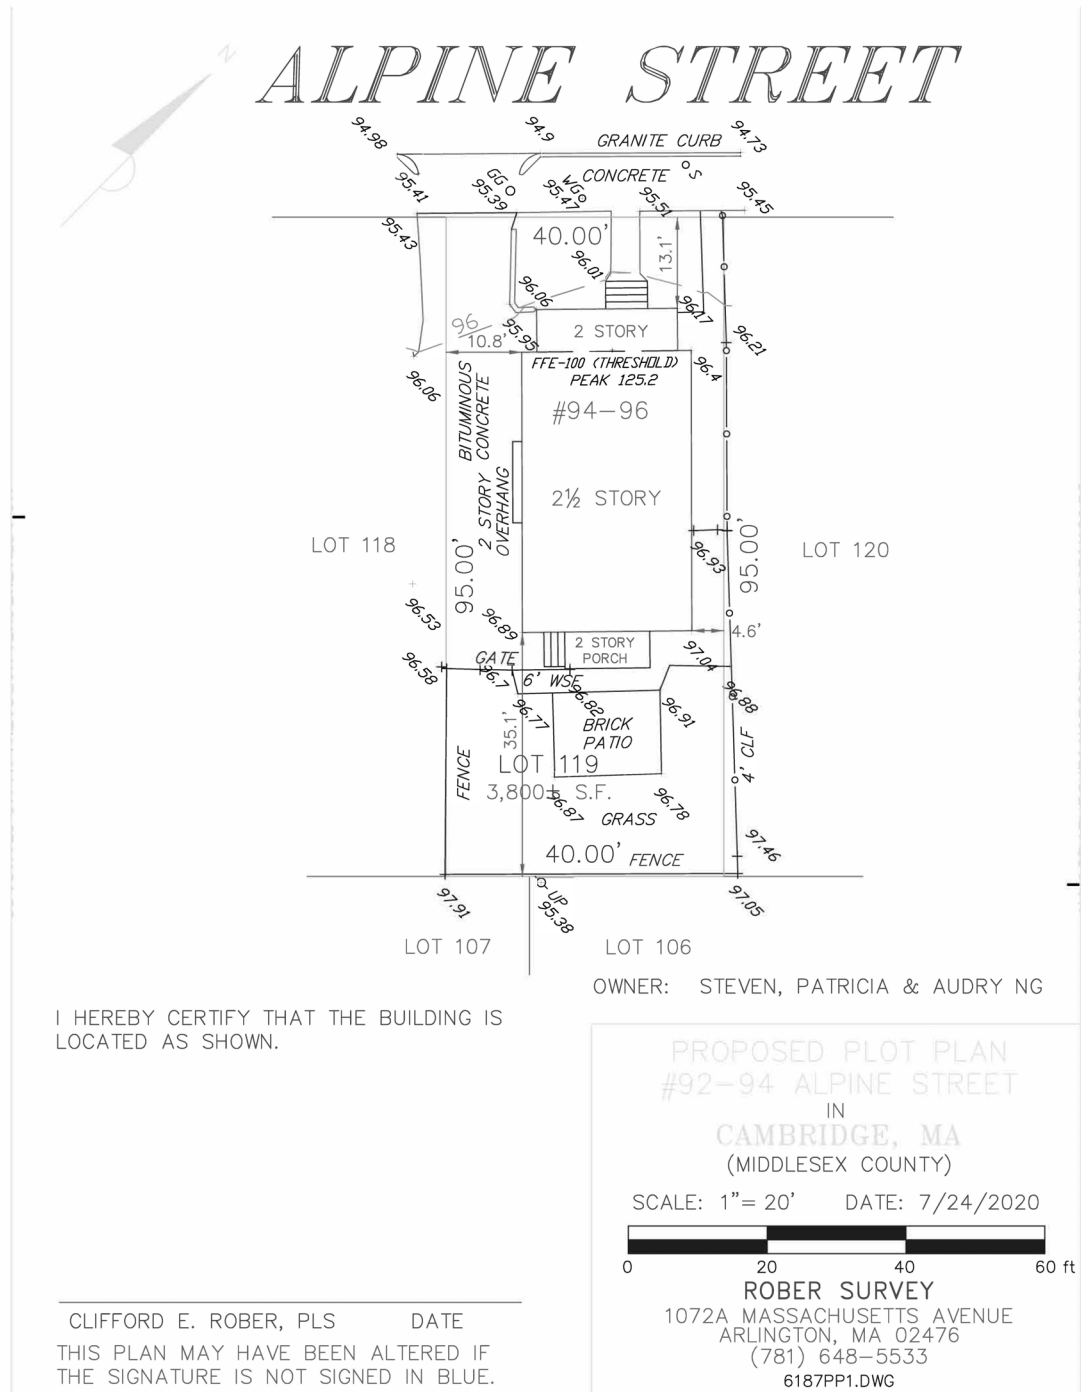 ALPINE STREET
N
94.98
94.9
GRANITE CURB
94.73
CONCRETE
S
95.41
GG
95.39
WG
95.47
95.51
95.45
95.43
40.00'
13.1'
96.01
96.06
96
95.95
10.8'
2 STORY
96.17
96.21
96.06
FFE-100 (THRESHOLD)
PEAK 125.2
96.4
#94-96
BITUMINOUS
CONCRETE
2 STORY
OVERHANG
2½ STORY
LOT 118
95.00'
96.93
95.00'
LOT 120
96.53
96.89
4.6'
2 STORY
PORCH
97.04
96.58
GATE
96.7
6' WSF
96.82
96.88
96.77
96.91
35.1'
BRICK
PATIO
4' CLF
FENCE
LOT 119
3,800± S.F.
96.87
96.78
GRASS
97.46
40.00'
FENCE
97.91
UP
95.38
97.05
LOT 107
LOT 106
OWNER: STEVEN, PATRICIA & AUDRY NG
I HEREBY CERTIFY THAT THE BUILDING IS
LOCATED AS SHOWN.
PROPOSED PLOT PLAN
#92-94 ALPINE STREET
IN
CAMBRIDGE, MA
(MIDDLESEX COUNTY)
SCALE: 1"= 20' DATE: 7/24/2020
0 20 40 60 ft
ROBER SURVEY
1072A MASSACHUSETTS AVENUE
ARLINGTON, MA 02476
(781) 648-5533
6187PP1.DWG
CLIFFORD E. ROBER, PLS DATE
THIS PLAN MAY HAVE BEEN ALTERED IF
THE SIGNATURE IS NOT SIGNED IN BLUE.